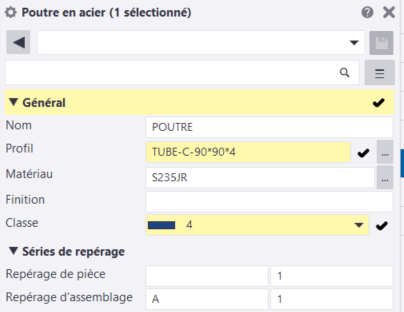 Poutre en acier (1 sélectionné)
Général
Nom POUTRE
Profil TUBE-C-90*90*4 ...
Matériau S235JR ...
Finition
Classe 4
Séries de repérage
Repérage de pièce 1
Repérage d'assemblage A 1